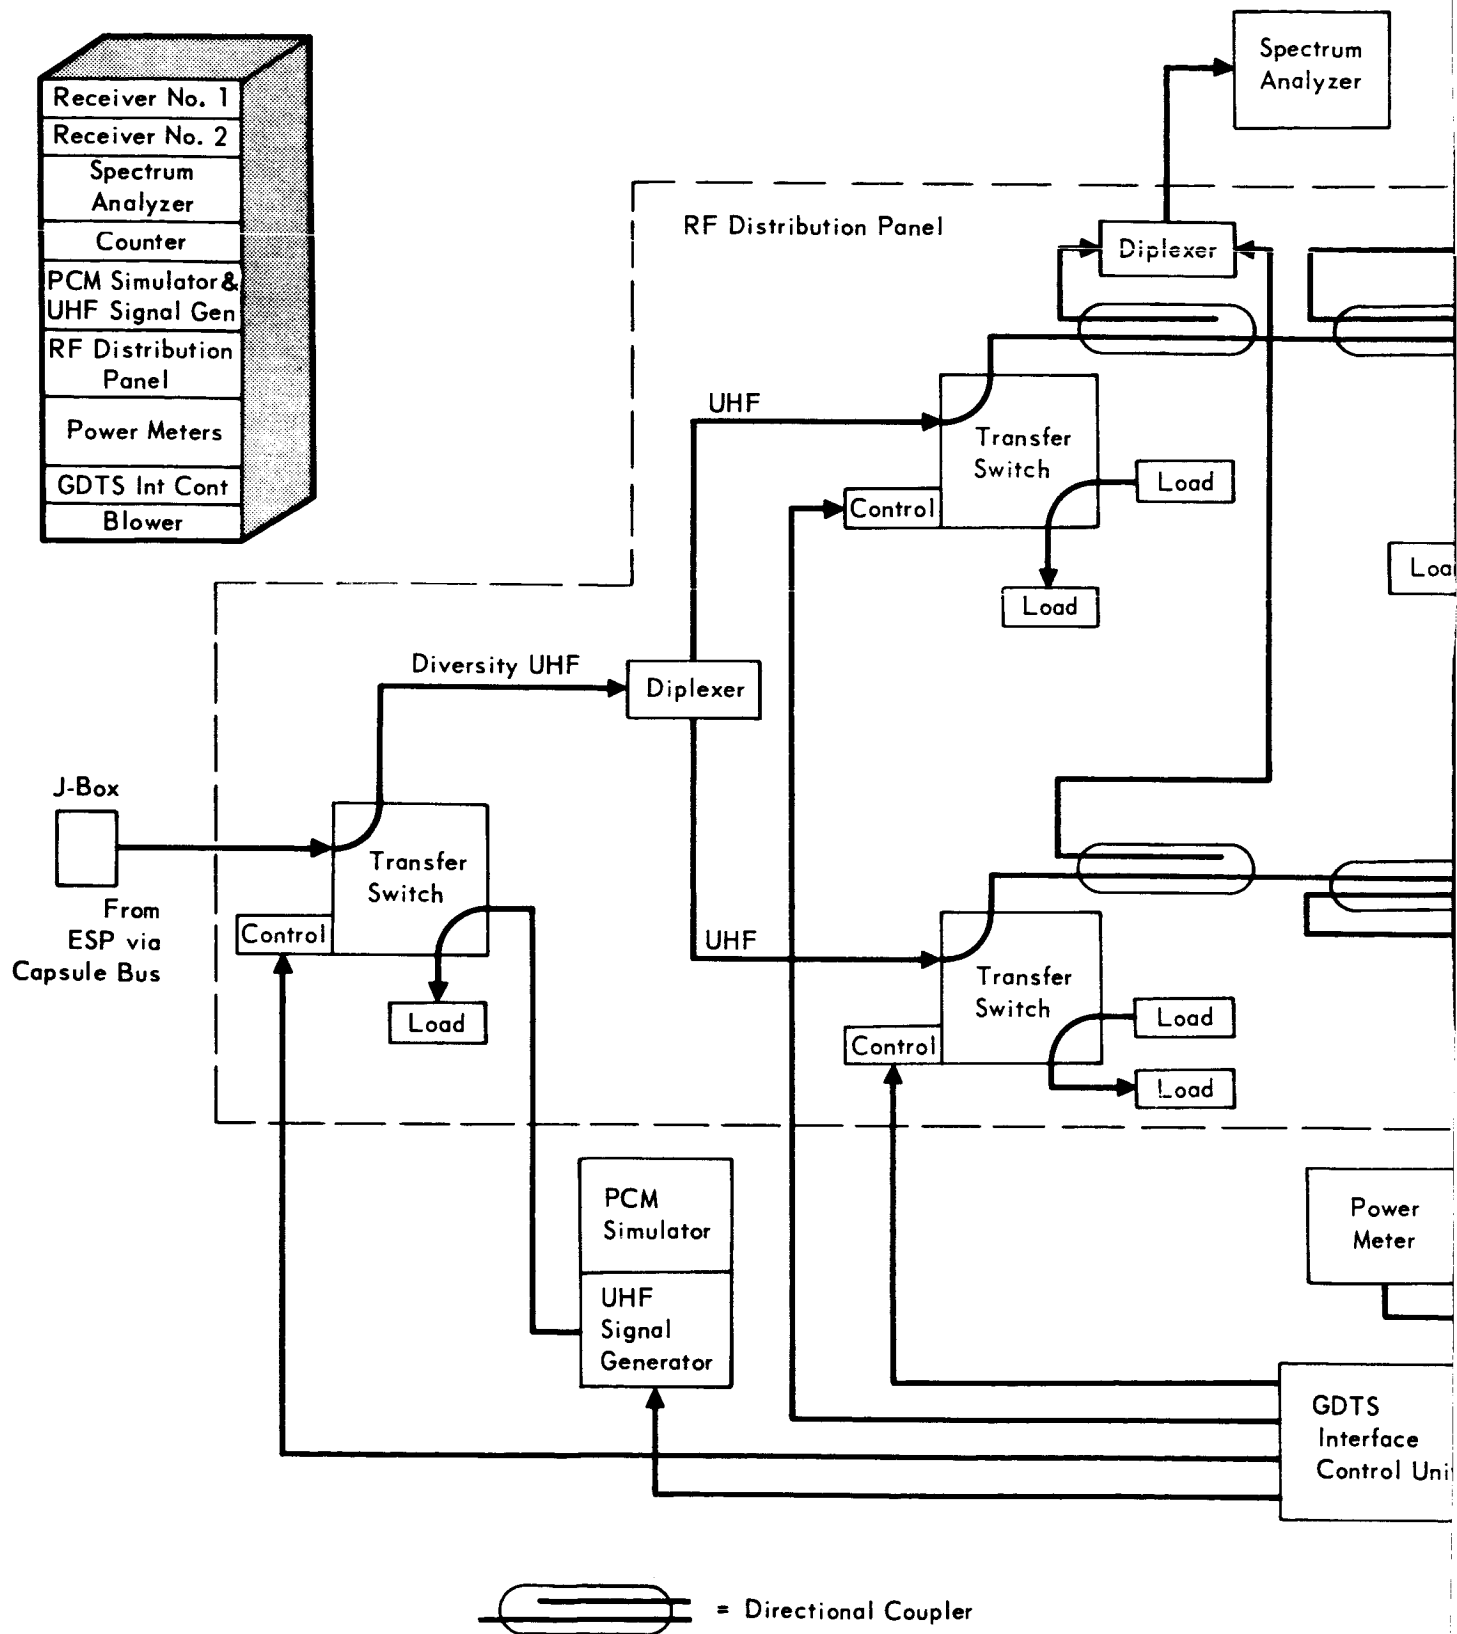 Receiver No. 1
Receiver No. 2
Spectrum
Analyzer
Counter
PCM Simulator &
UHF Signal Gen
RF Distribution
Panel
Power Meters
GDTS Int Cont
Blower
Spectrum
Analyzer
RF Distribution Panel
Diplexer
UHF
Transfer
Switch
Control
Load
Load
Diversity UHF
Diplexer
J-Box
From
ESP via
Capsule Bus
Transfer
Switch
Control
Load
UHF
Transfer
Switch
Control
Load
Load
PCM
Simulator
UHF
Signal
Generator
Power
Meter
GDTS
Interface
Control
= Directional Coupler